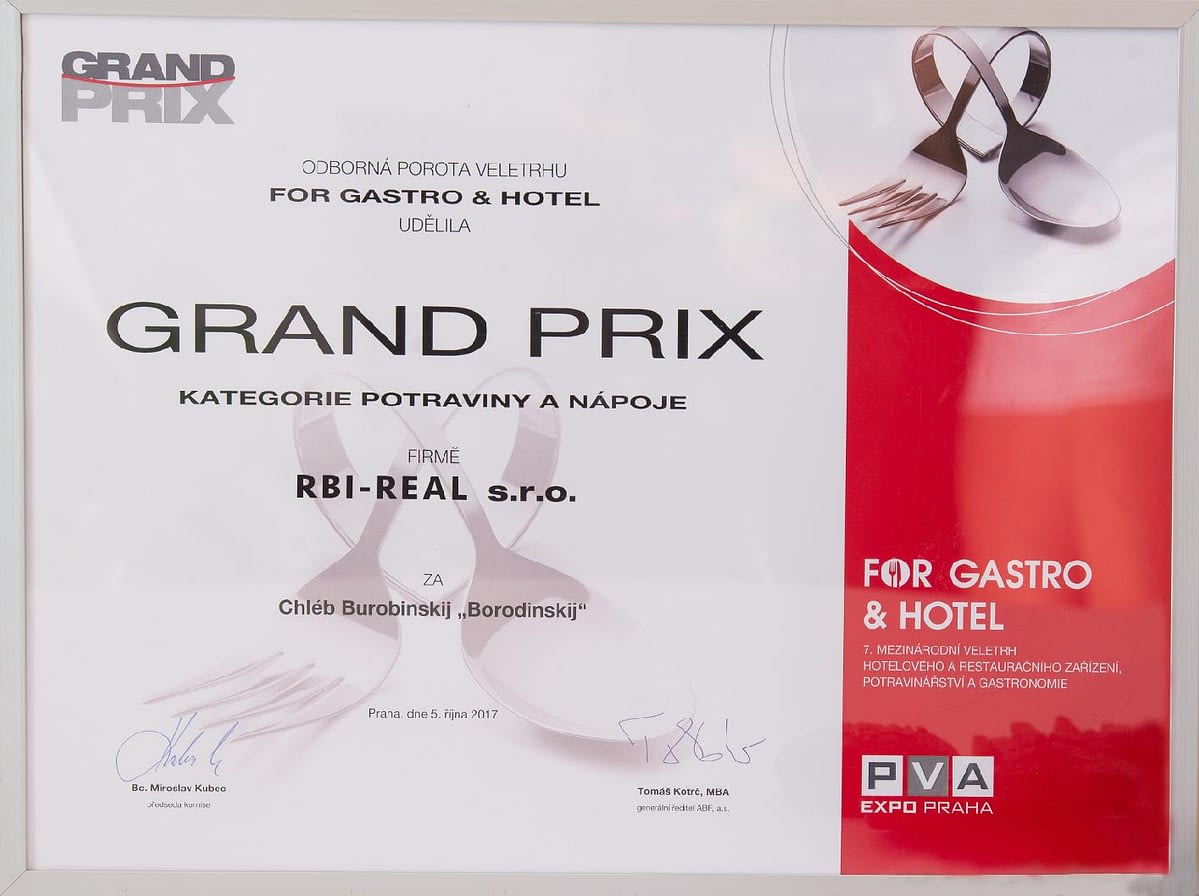 GRAND
PRIX
ODBORNÁ POROTA VELETRHU
FOR GASTRO & HOTEL
UDĚLILA
GRAND PRIX
KATEGORIE POTRAVINY A NÁPOJE
FIRMĚ
RBI-REAL s.r.o.
ZA
Chléb Burobinskij „Borodinskij“
Praha, dne 5. října 2017
Bc. Miroslav Kubec
předseda komise
Tomáš Kotrč, MBA
generální ředitel ABF, a.s.
FOR GASTRO
& HOTEL
7. MEZINÁRODNÍ VELETRH
HOTELOVÉHO A RESTAURAČNÍHO ZAŘÍZENÍ,
POTRAVINÁŘSTVÍ A GASTRONOMIE
PVA
EXPO PRAHA